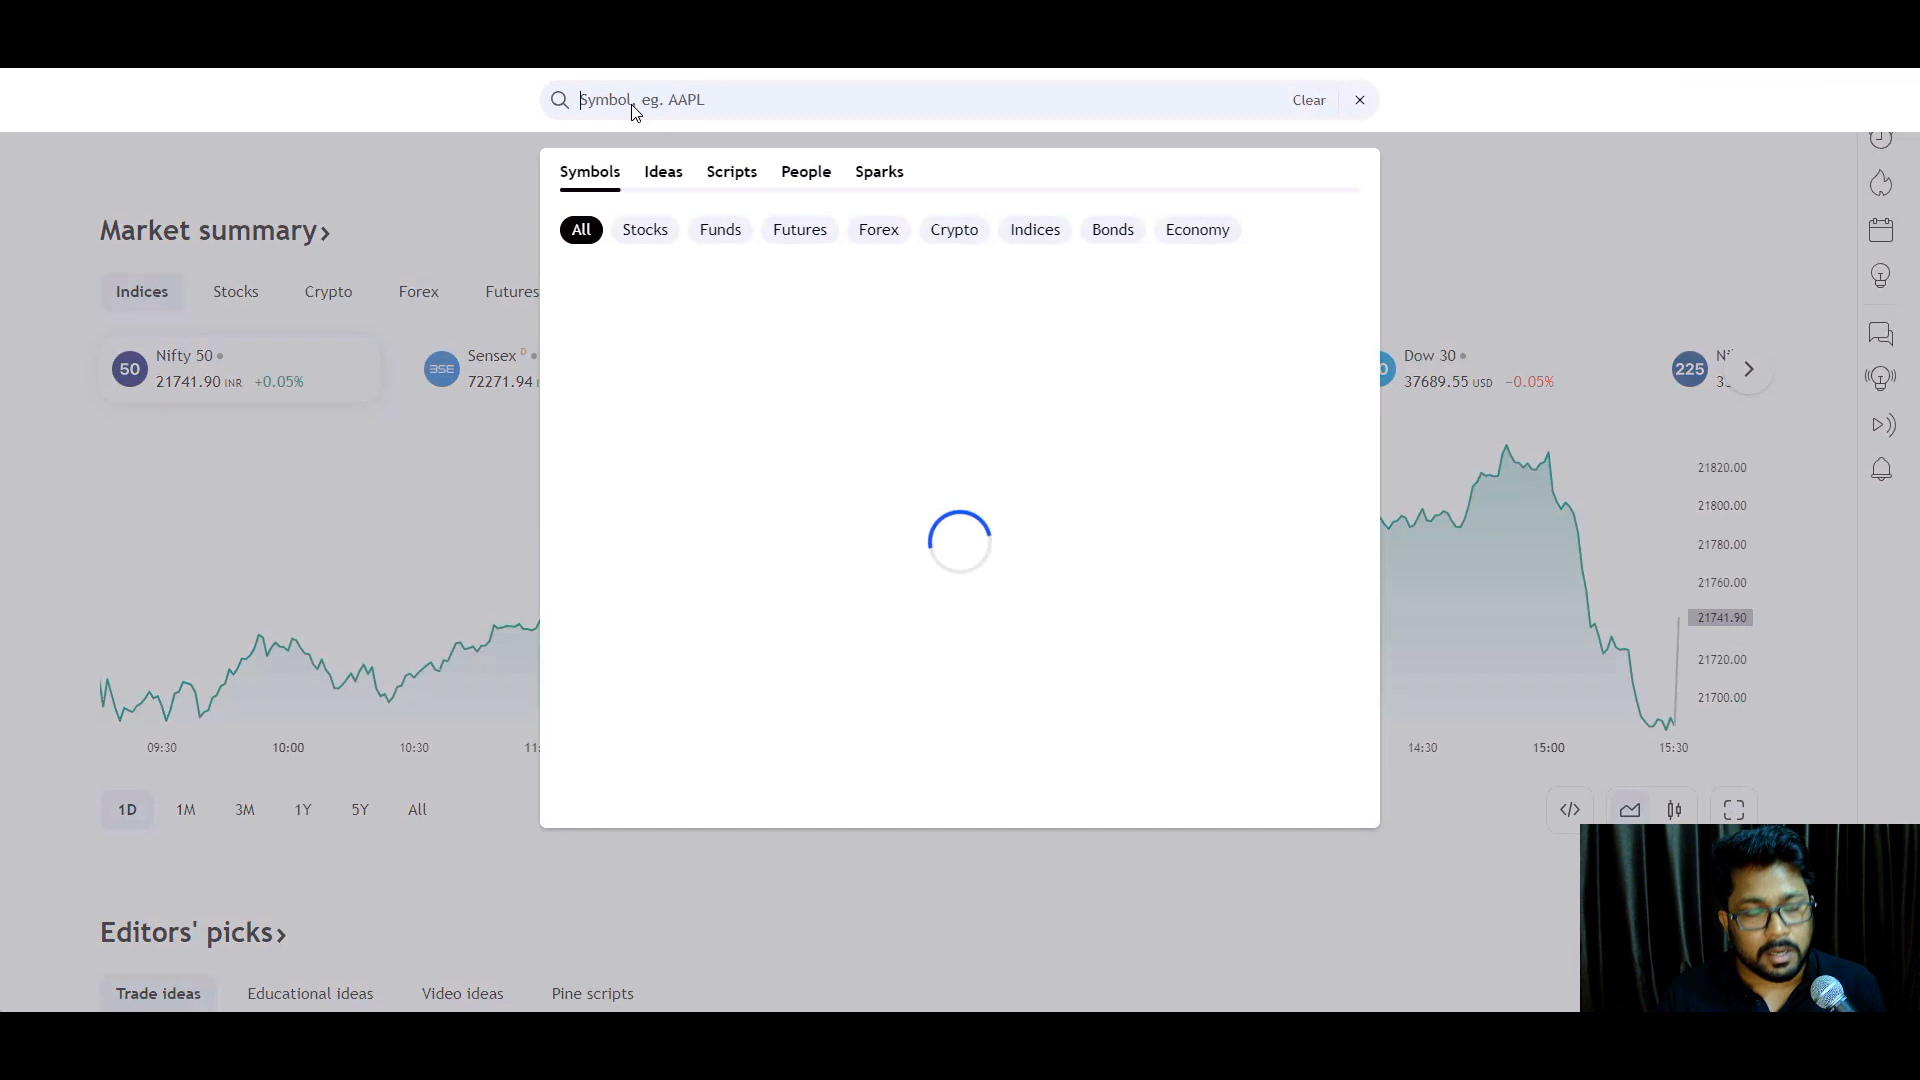 Symbol, eg. AAPL Clear
Symbols Ideas Scripts People Sparks
All Stocks Funds Futures Forex Crypto Indices Bonds Economy
Market summary
Indices Stocks Crypto Forex Futures
50 Nifty 50 21741.90 INR +0.05%
BSE Sensex D 72271.94
Dow 30 37689.55 USD −0.05%
225
21820.00
21800.00
21780.00
21760.00
21741.90
21720.00
21700.00
09:30 10:00 10:30 11: 14:30 15:00 15:30
1D 1M 3M 1Y 5Y All
Editors' picks
Trade ideas Educational ideas Video ideas Pine scripts